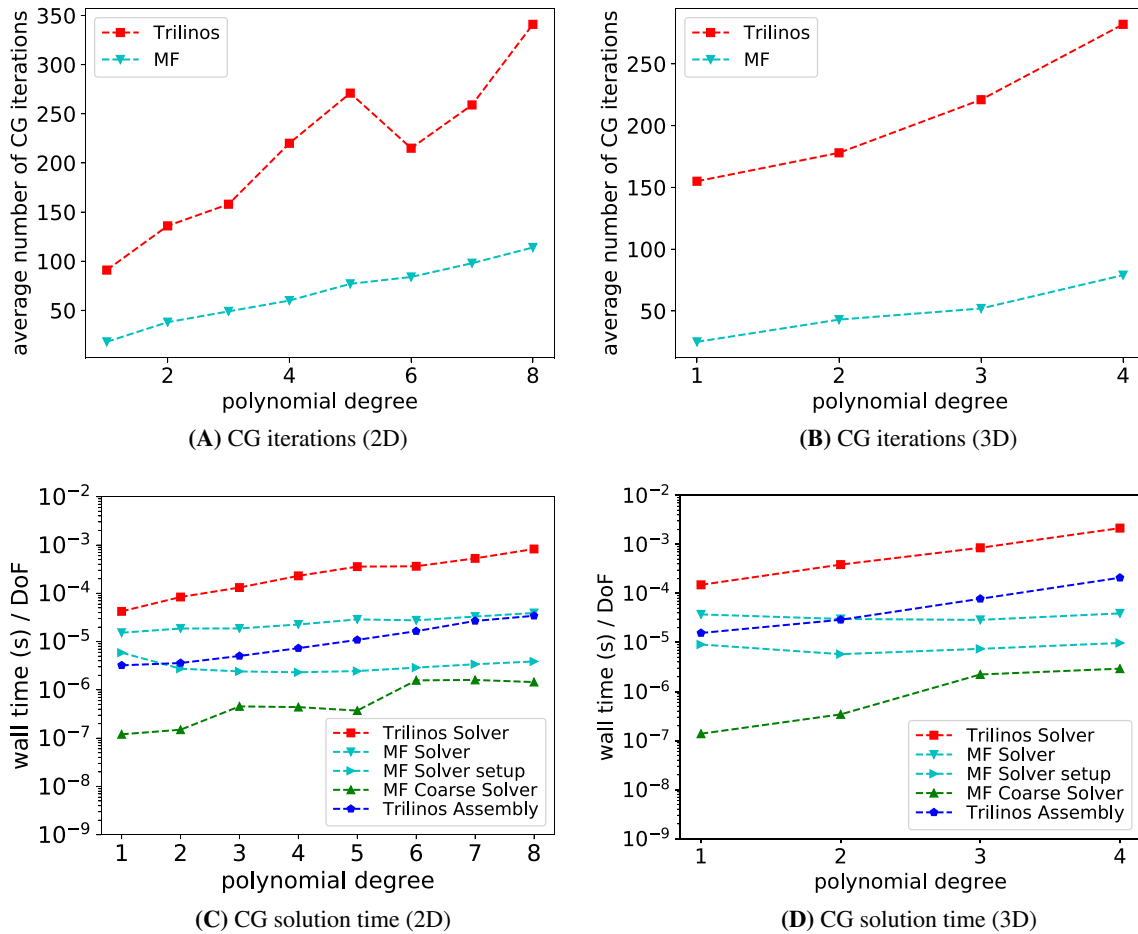 350
300
250
200
150
100
50
average number of CG iterations
Trilinos
MF
2
4
6
8
polynomial degree
(A) CG iterations (2D)
250
200
150
100
50
average number of CG iterations
Trilinos
MF
1
2
3
4
polynomial degree
(B) CG iterations (3D)
10⁻²
10⁻³
10⁻⁴
10⁻⁵
10⁻⁶
10⁻⁷
10⁻⁸
10⁻⁹
wall time (s) / DoF
Trilinos Solver
MF Solver
MF Solver setup
MF Coarse Solver
Trilinos Assembly
1 2 3 4 5 6 7 8
polynomial degree
(C) CG solution time (2D)
10⁻²
10⁻³
10⁻⁴
10⁻⁵
10⁻⁶
10⁻⁷
10⁻⁸
10⁻⁹
wall time (s) / DoF
Trilinos Solver
MF Solver
MF Solver setup
MF Coarse Solver
Trilinos Assembly
1 2 3 4
polynomial degree
(D) CG solution time (3D)